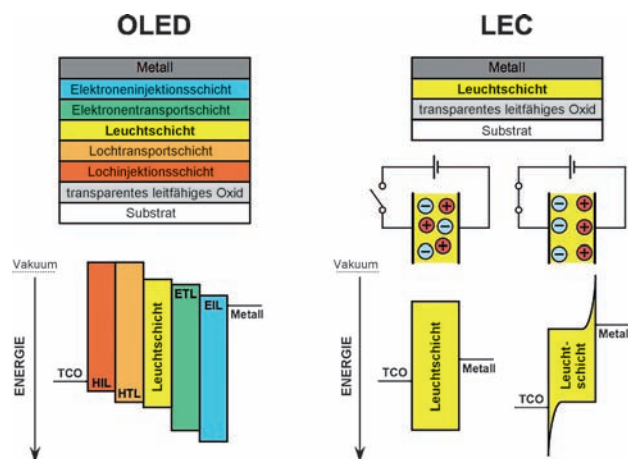 OLED
Metall
Elektroneninjektionsschicht
Elektronentransportschicht
Leuchtschicht
Lochtransportschicht
Lochinjektionsschicht
transparentes leitfähiges Oxid
Substrat
Vakuum
ENERGIE
TCO
HIL
HTL
Leuchtschicht
ETL
EIL
Metall
LEC
Metall
Leuchtschicht
transparentes leitfähiges Oxid
Substrat
− − +
+ −
− +
− +
− +
− +
Vakuum
ENERGIE
TCO
Leuchtschicht
Metall
TCO
Leucht-
schicht
Metall